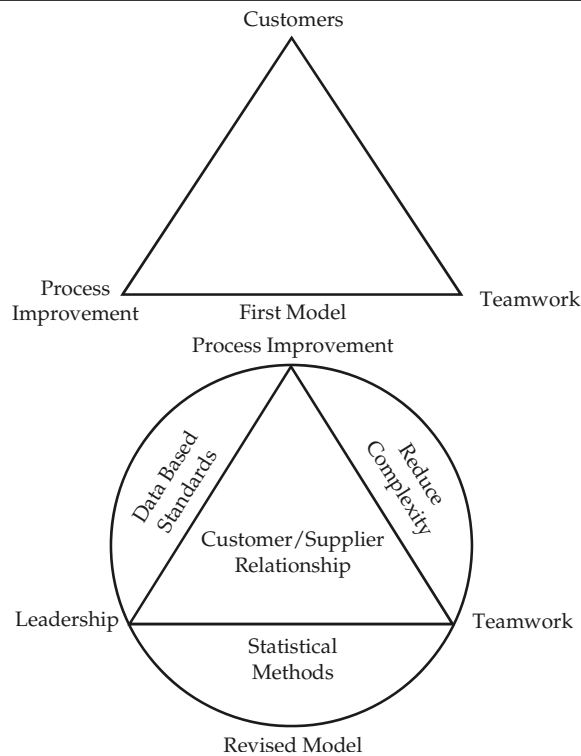 Customers
Process
Improvement
First Model
Teamwork
Process Improvement
Data Based
Standards
Reduce
Complexity
Customer/Supplier
Relationship
Leadership
Teamwork
Statistical
Methods
Revised Model